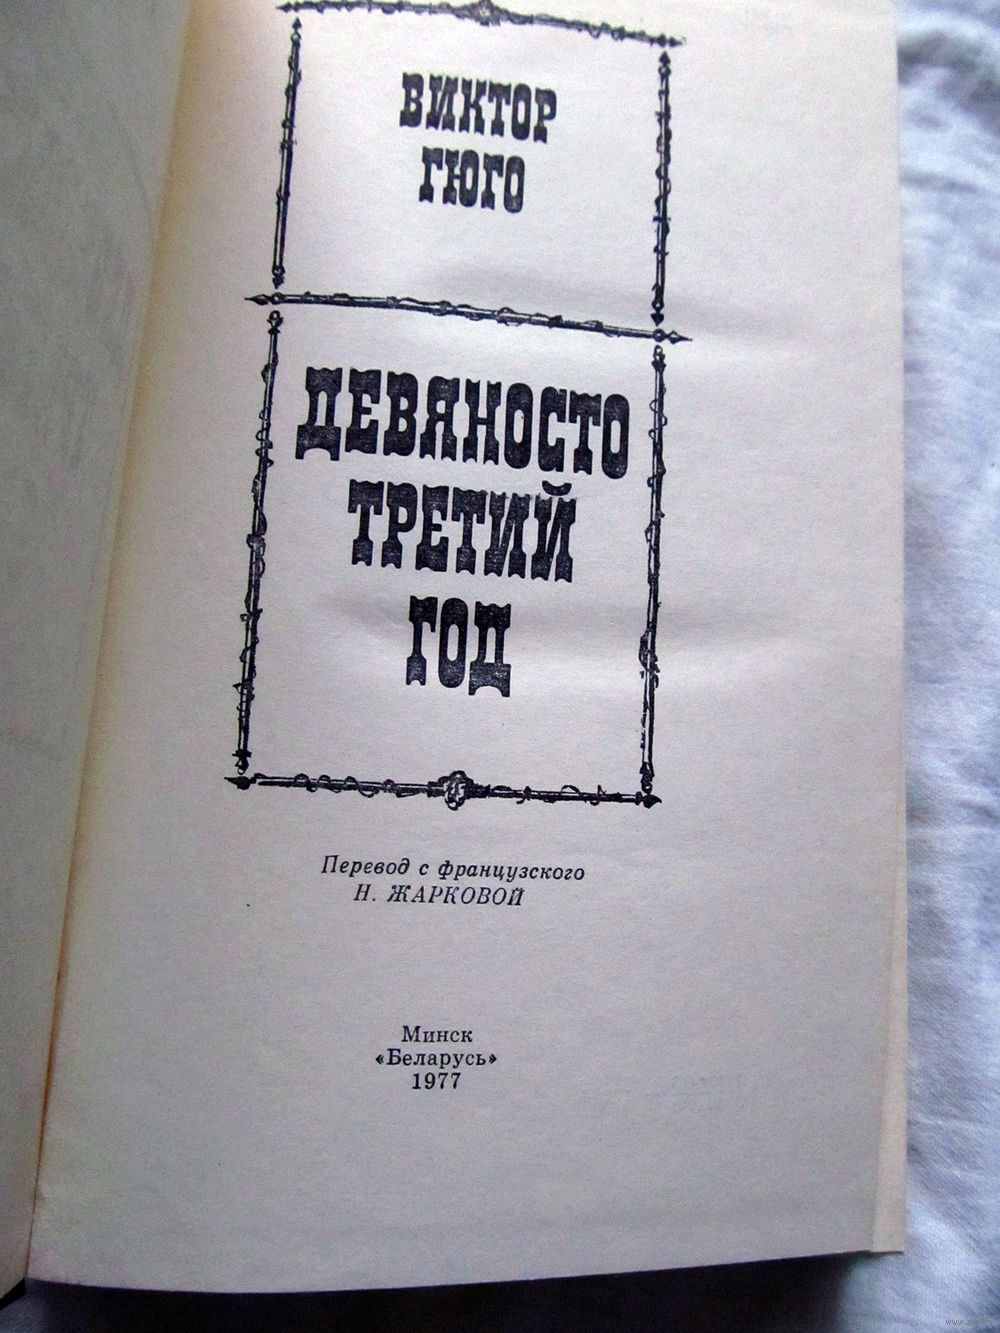 ВИКТОР
ГЮГО
ДЕВЯНОСТО
ТРЕТИЙ
ГОД
Перевод с французского
Н. ЖАРКОВОЙ
Минск
«Беларусь»
1977